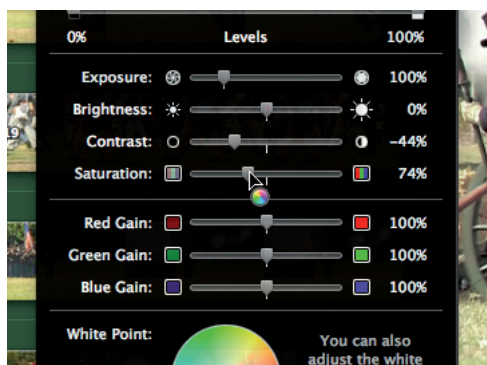 0% Levels 100%
Exposure: 100%
Brightness: 0%
Contrast: -44%
Saturation: 74%
Red Gain: 100%
Green Gain: 100%
Blue Gain: 100%
White Point: You can also
adjust the white
19